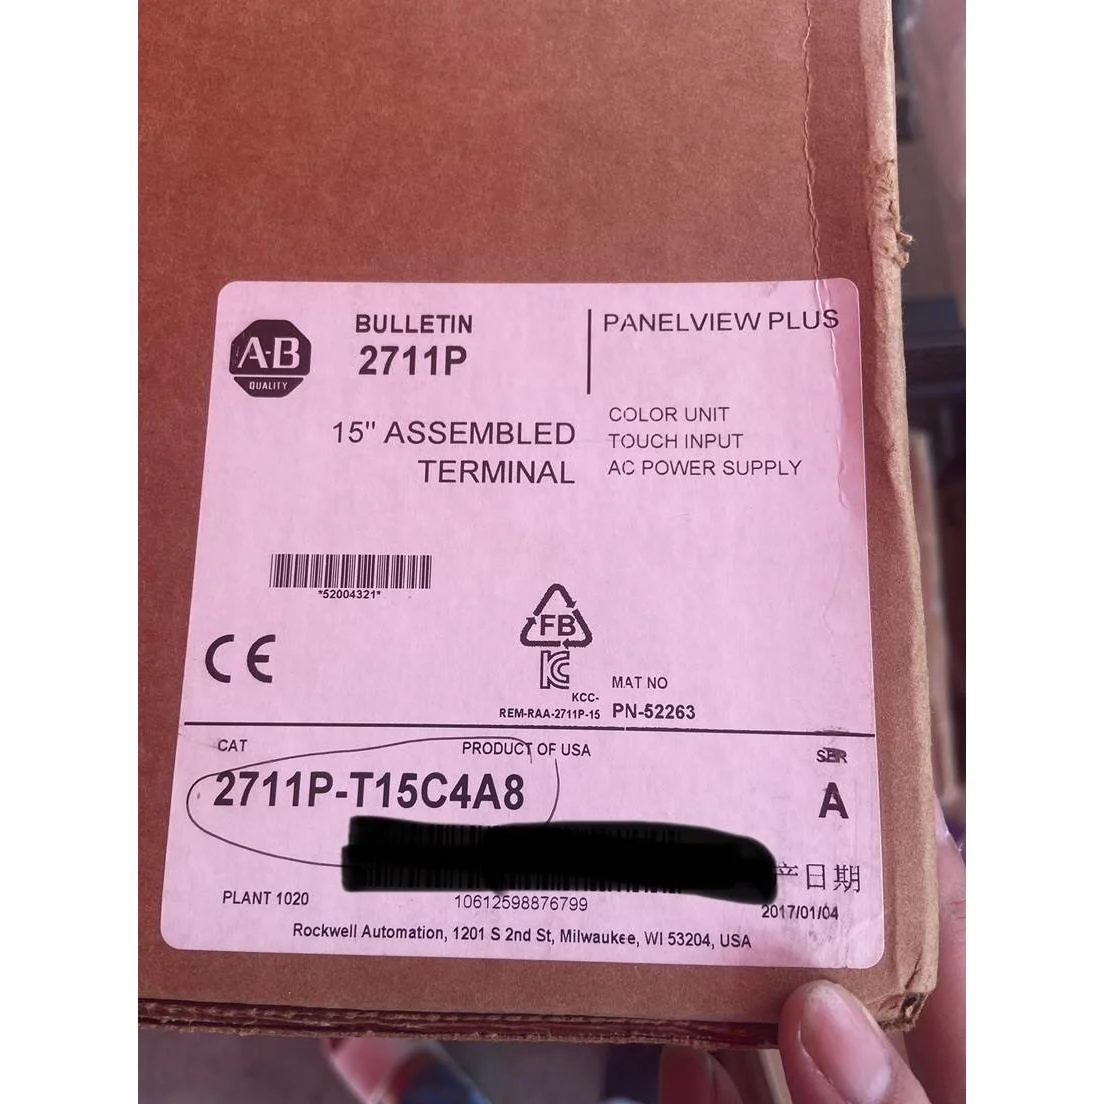 A-B
QUALITY
BULLETIN
2711P
PANELVIEW PLUS
15" ASSEMBLED
TERMINAL
COLOR UNIT
TOUCH INPUT
AC POWER SUPPLY
*52004321*
CE
FB
KC
KCC-
REM-RAA-2711P-15
MAT NO
PN-52263
CAT
PRODUCT OF USA
SER
2711P-T15C4A8
A
产日期
PLANT 1020
10612598876799
2017/01/04
Rockwell Automation, 1201 S 2nd St, Milwaukee, WI 53204, USA